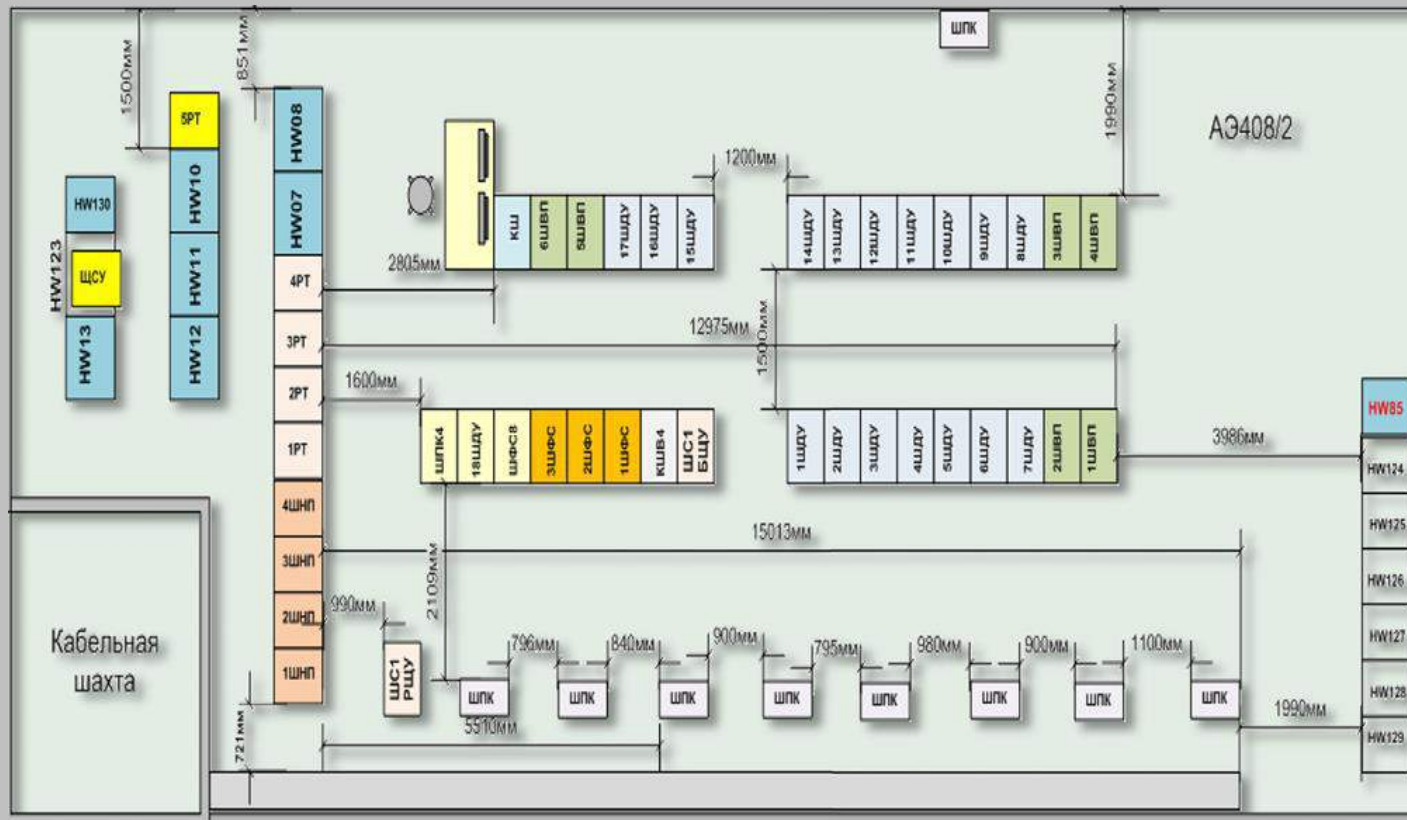 ШПК
АЭ408/2
851мм
1500мм
1990мм
1200мм
5РТ
HW10
HW11
HW12
HW130
HW123
ЩСУ
HW13
HW08
HW07
4РТ
3РТ
2РТ
1РТ
4ШНП
3ШНП
2ШНП
1ШНП
КШ
6ШВП
5ШВП
17ШДУ
16ШДУ
15ШДУ
14ШДУ
13ШДУ
12ШДУ
11ШДУ
10ШДУ
9ШДУ
8ШДУ
3ШВП
4ШВП
2805мм
12975мм
1500мм
1600мм
ШПК4
18ШДУ
ШФС8
3ШФС
2ШФС
1ШФС
КШВ4
ШС1
БЩУ
1ШДУ
2ШДУ
3ШДУ
4ШДУ
5ШДУ
6ШДУ
7ШДУ
2ШВП
1ШВП
3986мм
HW85
HW124
HW125
HW126
HW127
HW128
HW129
15013мм
2109мм
990мм
796мм
840мм
900мм
795мм
980мм
900мм
1100мм
Кабельная
шахта
ШС1
РЩУ
ШПК
ШПК
ШПК
ШПК
ШПК
ШПК
ШПК
ШПК
5510мм
1990мм
721мм